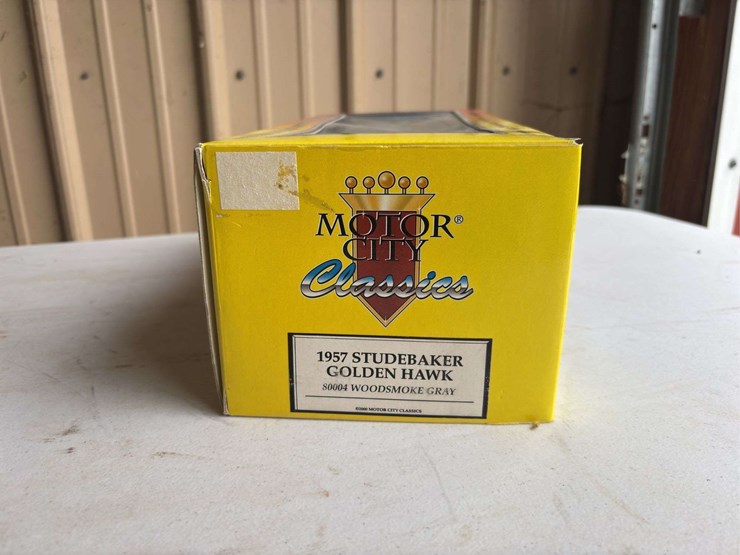 MOTOR®
CITY
Classics
1957 STUDEBAKER
GOLDEN HAWK
80004 WOODSMOKE GRAY
©2000 MOTOR CITY CLASSICS